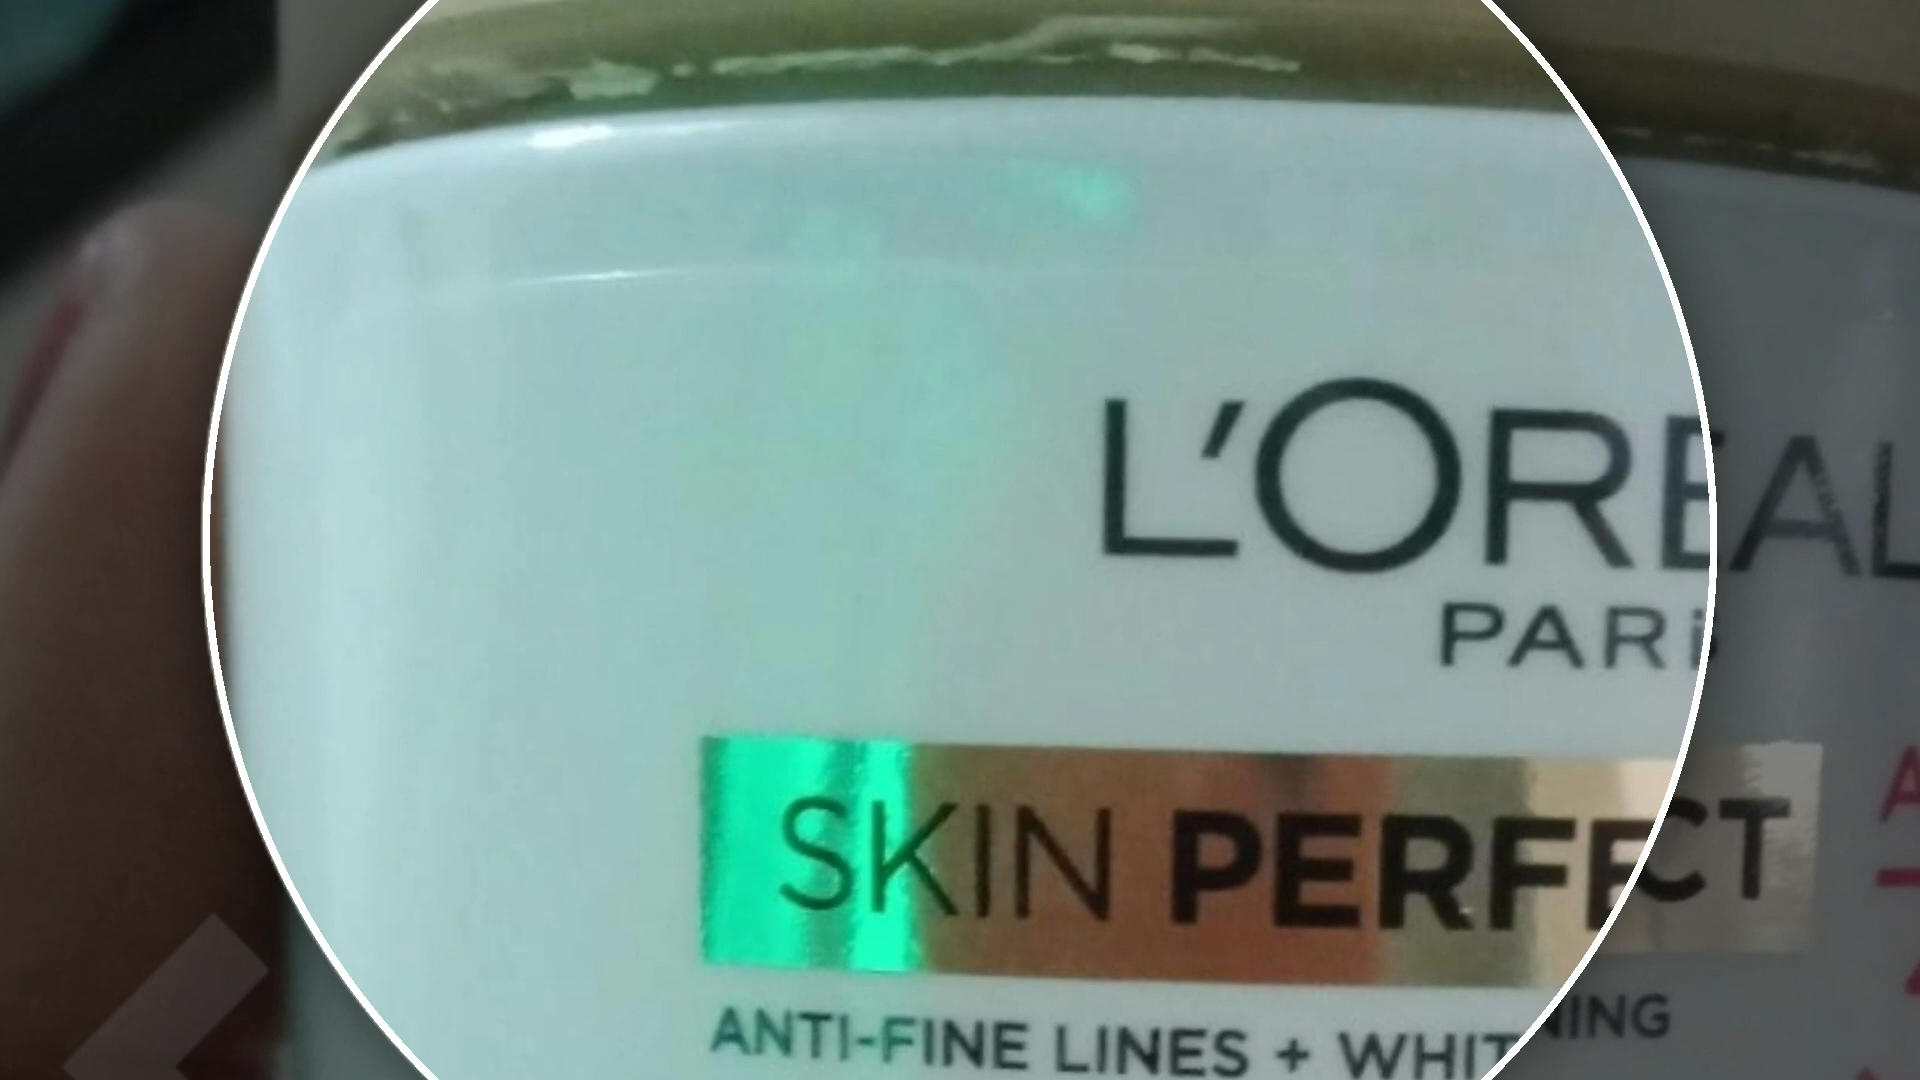 L'OREAL
PARIS
SKIN PERFECT
A
ANTI-FINE LINES + WHITENING